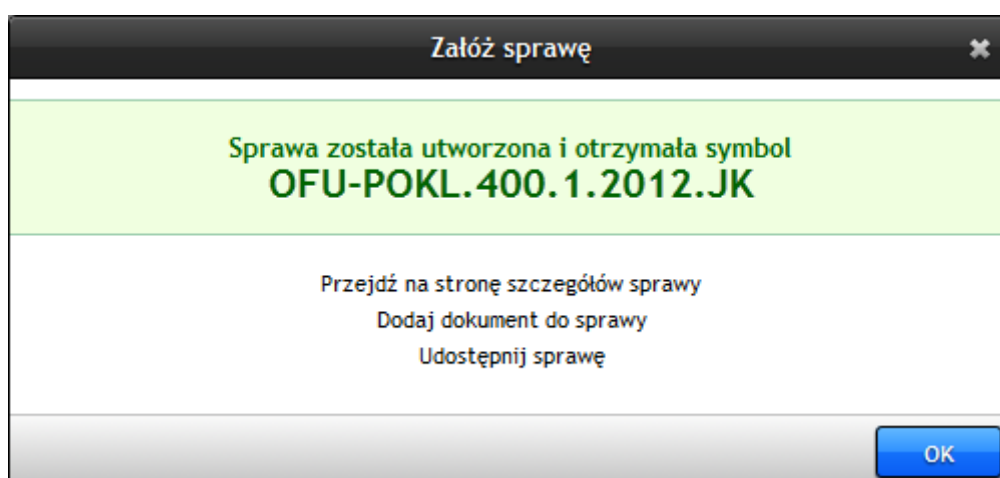 Załóż sprawę
Sprawa została utworzona i otrzymała symbol
OFU-POKL.400.1.2012.JK
Przejdź na stronę szczegółów sprawy
Dodaj dokument do sprawy
Udostępnij sprawę
OK